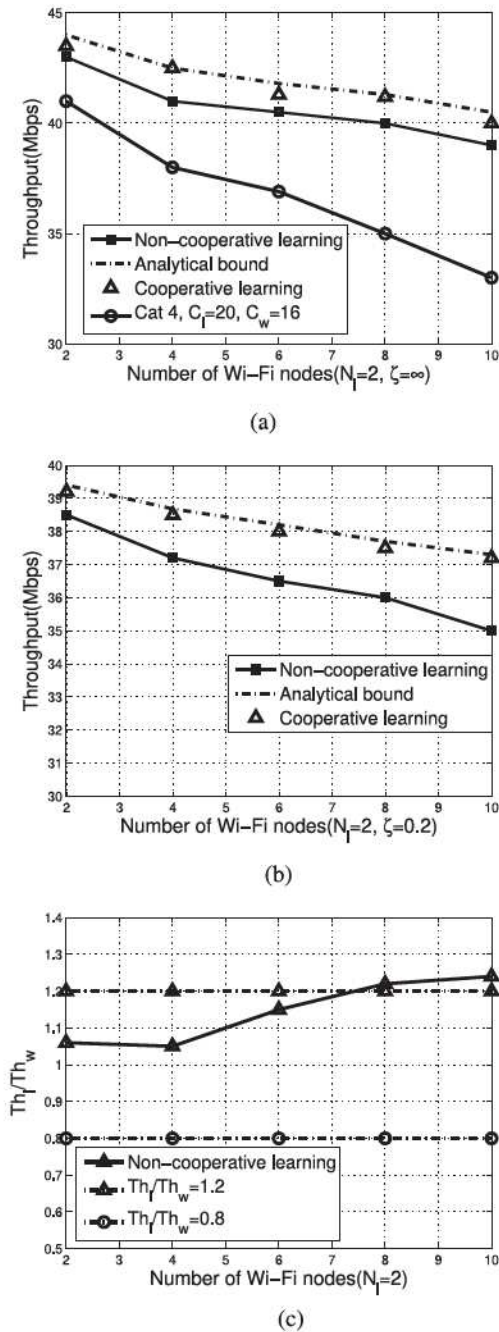 45
40
35
30
Throughput(Mbps)
Non-cooperative learning
Analytical bound
Cooperative learning
Cat 4, C_l=20, C_w=16
2 3 4 5 6 7 8 9 10
Number of Wi-Fi nodes(N_l=2, ζ=∞)
(a)
40
39
38
37
36
35
34
33
32
31
30
Throughput(Mbps)
Non-cooperative learning
Analytical bound
Cooperative learning
2 3 4 5 6 7 8 9 10
Number of Wi-Fi nodes(N_l=2, ζ=0.2)
(b)
1.4
1.3
1.2
1.1
1
0.9
0.8
0.7
0.6
0.5
Th_l/Th_w
Non-cooperative learning
Th_l/Th_w=1.2
Th_l/Th_w=0.8
2 3 4 5 6 7 8 9 10
Number of Wi-Fi nodes(N_l=2)
(c)